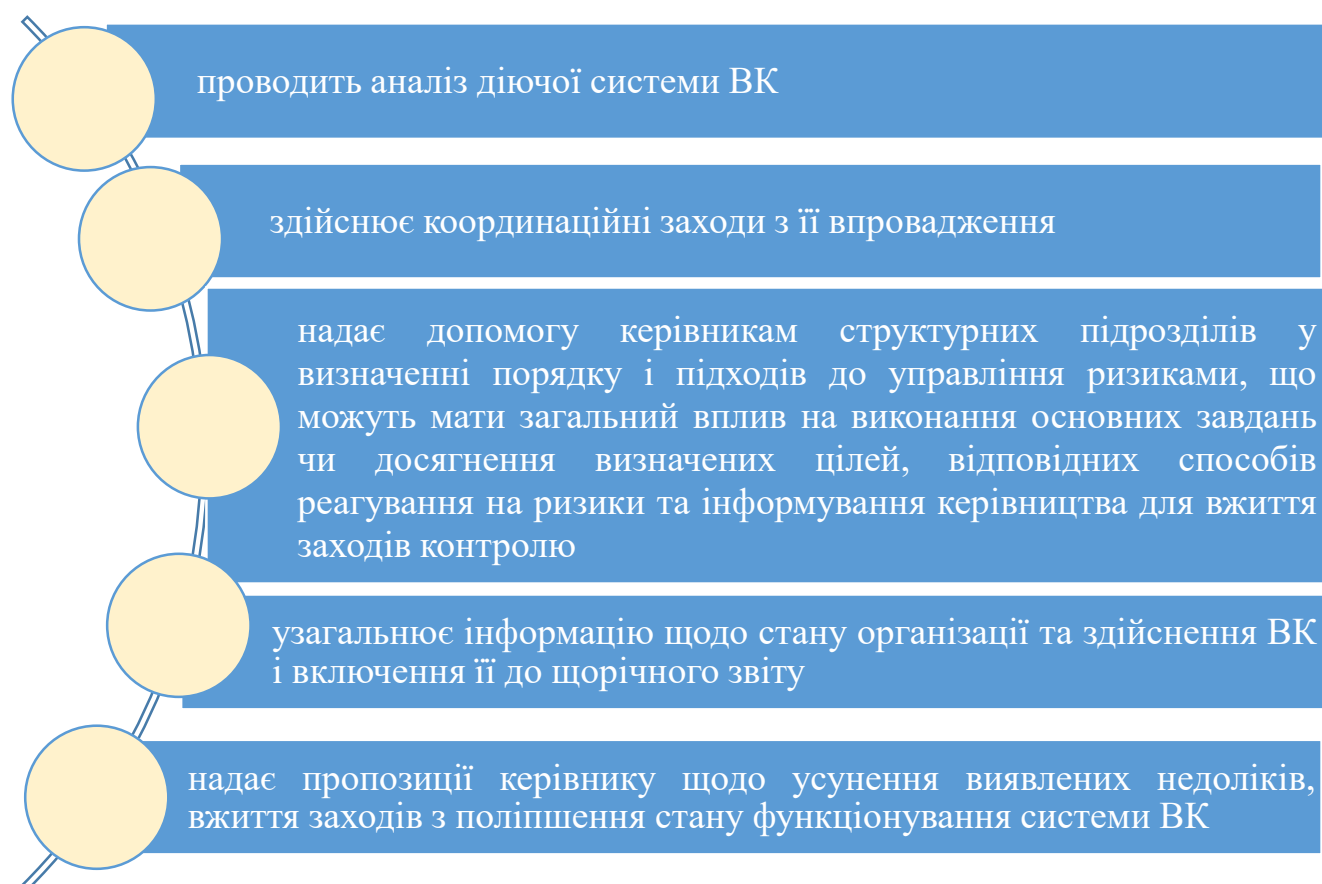 проводить аналіз діючої системи ВК
здійснює координаційні заходи з її впровадження
надає допомогу керівникам структурних підрозділів у
визначенні порядку і підходів до управління ризиками, що
можуть мати загальний вплив на виконання основних завдань
чи досягнення визначених цілей, відповідних способів
реагування на ризики та інформування керівництва для вжиття
заходів контролю
узагальнює інформацію щодо стану організації та здійснення ВК
і включення її до щорічного звіту
надає пропозиції керівнику щодо усунення виявлених недоліків,
вжиття заходів з поліпшення стану функціонування системи ВК